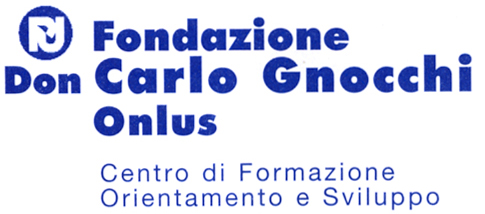 Fondazione
Don Carlo Gnocchi
Onlus
Centro di Formazione
Orientamento e Sviluppo